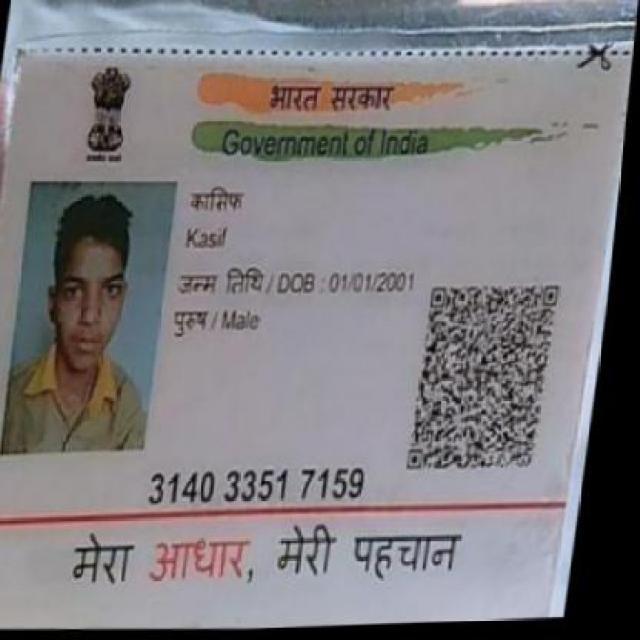 भारत सरकार
Government of India
कासिफ
Kasif
जन्म तिथि / DOB : 01/01/2001
पुरुष / Male
3140 3351 7159
मेरा आधार, मेरी पहचान